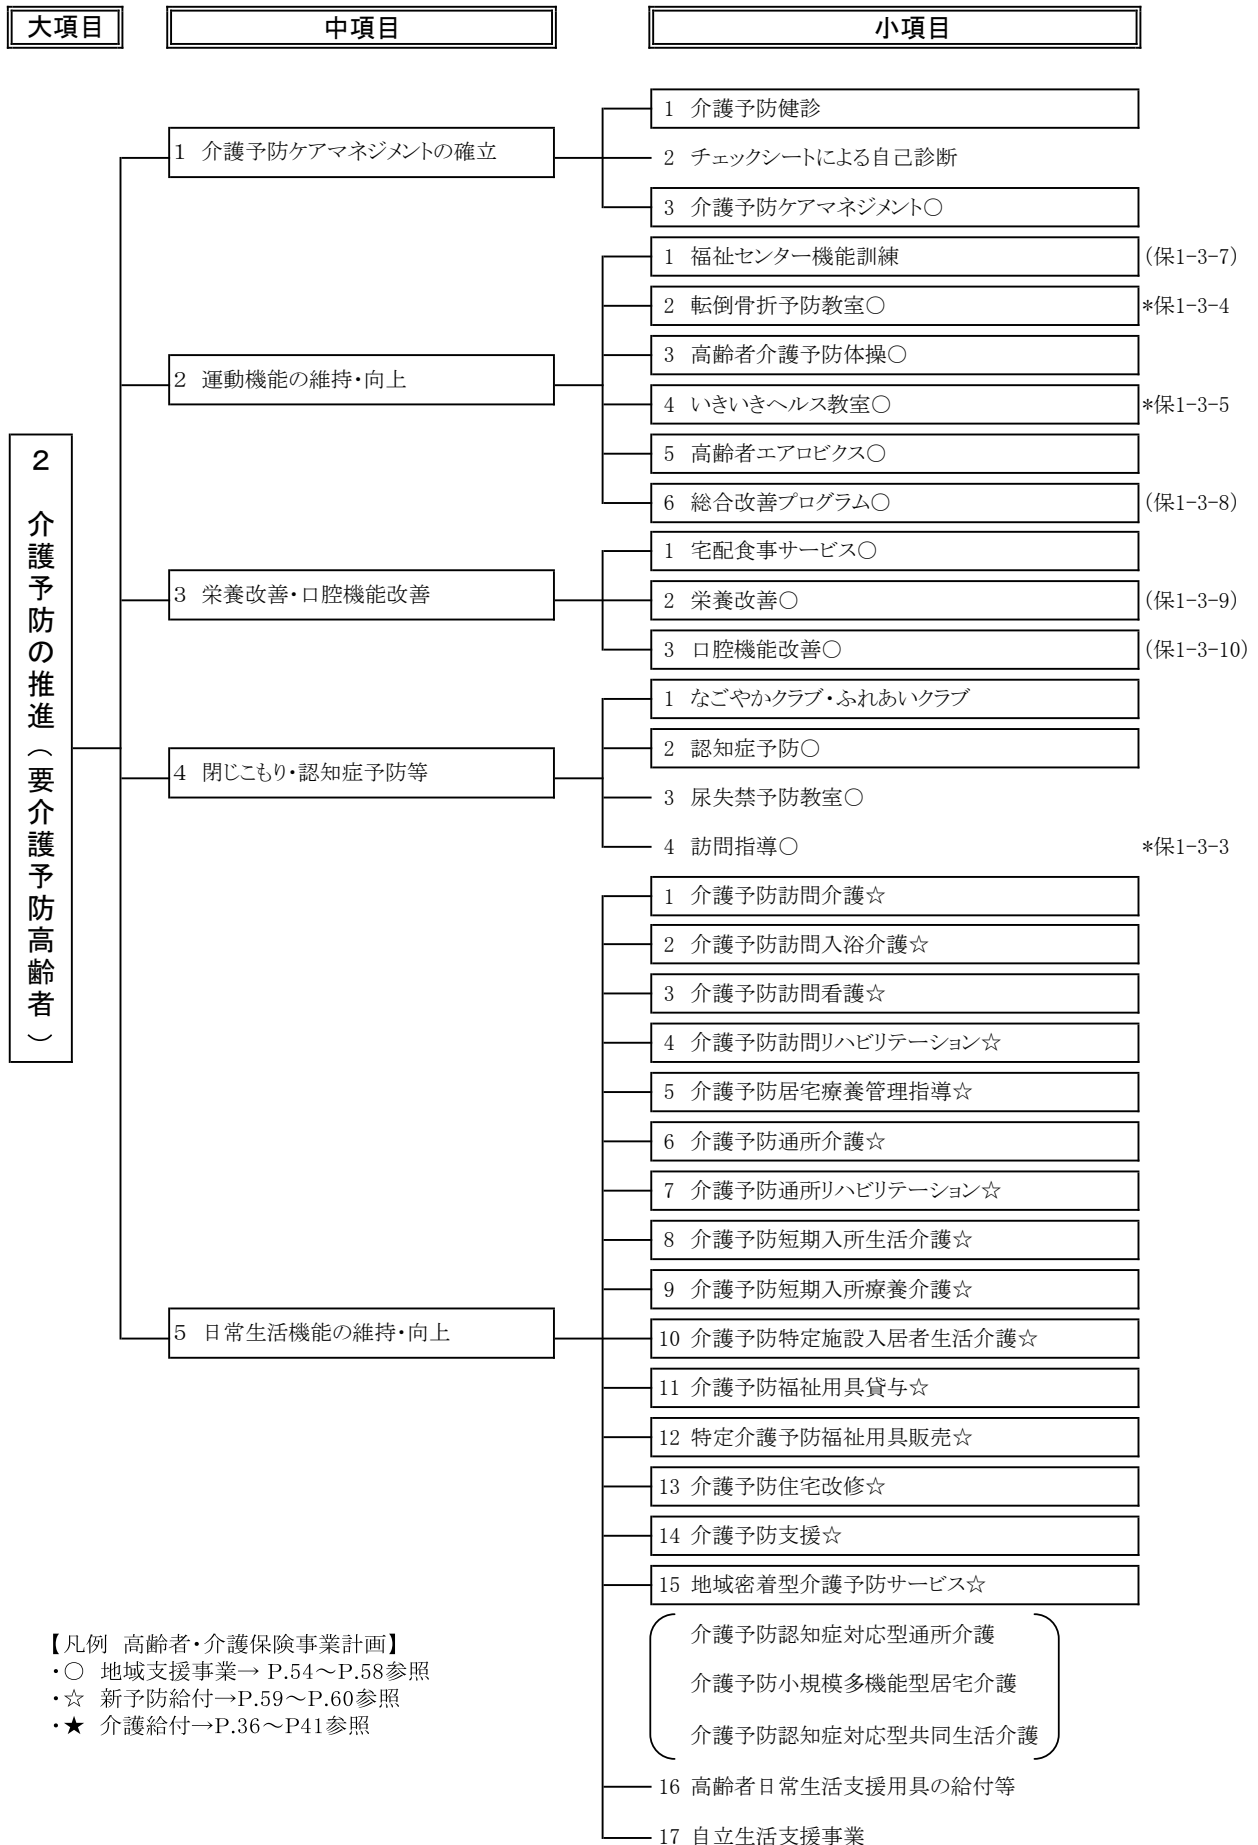 大項目
中項目
小項目
2 介護予防の推進(要介護予防高齢者)
1 介護予防ケアマネジメントの確立
1 介護予防健診
2 チェックシートによる自己診断
3 介護予防ケアマネジメント○
2 運動機能の維持・向上
1 福祉センター機能訓練 (保1-3-7)
2 転倒骨折予防教室○ *保1-3-4
3 高齢者介護予防体操○
4 いきいきヘルス教室○ *保1-3-5
5 高齢者エアロビクス○
6 総合改善プログラム○ (保1-3-8)
3 栄養改善・口腔機能改善
1 宅配食事サービス○
2 栄養改善○ (保1-3-9)
3 口腔機能改善○ (保1-3-10)
4 閉じこもり・認知症予防等
1 なごやかクラブ・ふれあいクラブ
2 認知症予防○
3 尿失禁予防教室○
4 訪問指導○ *保1-3-3
5 日常生活機能の維持・向上
1 介護予防訪問介護☆
2 介護予防訪問入浴介護☆
3 介護予防訪問看護☆
4 介護予防訪問リハビリテーション☆
5 介護予防居宅療養管理指導☆
6 介護予防通所介護☆
7 介護予防通所リハビリテーション☆
8 介護予防短期入所生活介護☆
9 介護予防短期入所療養介護☆
10 介護予防特定施設入居者生活介護☆
11 介護予防福祉用具貸与☆
12 特定介護予防福祉用具販売☆
13 介護予防住宅改修☆
14 介護予防支援☆
15 地域密着型介護予防サービス☆
介護予防認知症対応型通所介護
介護予防小規模多機能型居宅介護
介護予防認知症対応型共同生活介護
16 高齢者日常生活支援用具の給付等
17 自立生活支援事業
【凡例 高齢者・介護保険事業計画】
・○ 地域支援事業→ P.54～P.58参照
・☆ 新予防給付→P.59～P.60参照
・★ 介護給付→P.36～P41参照